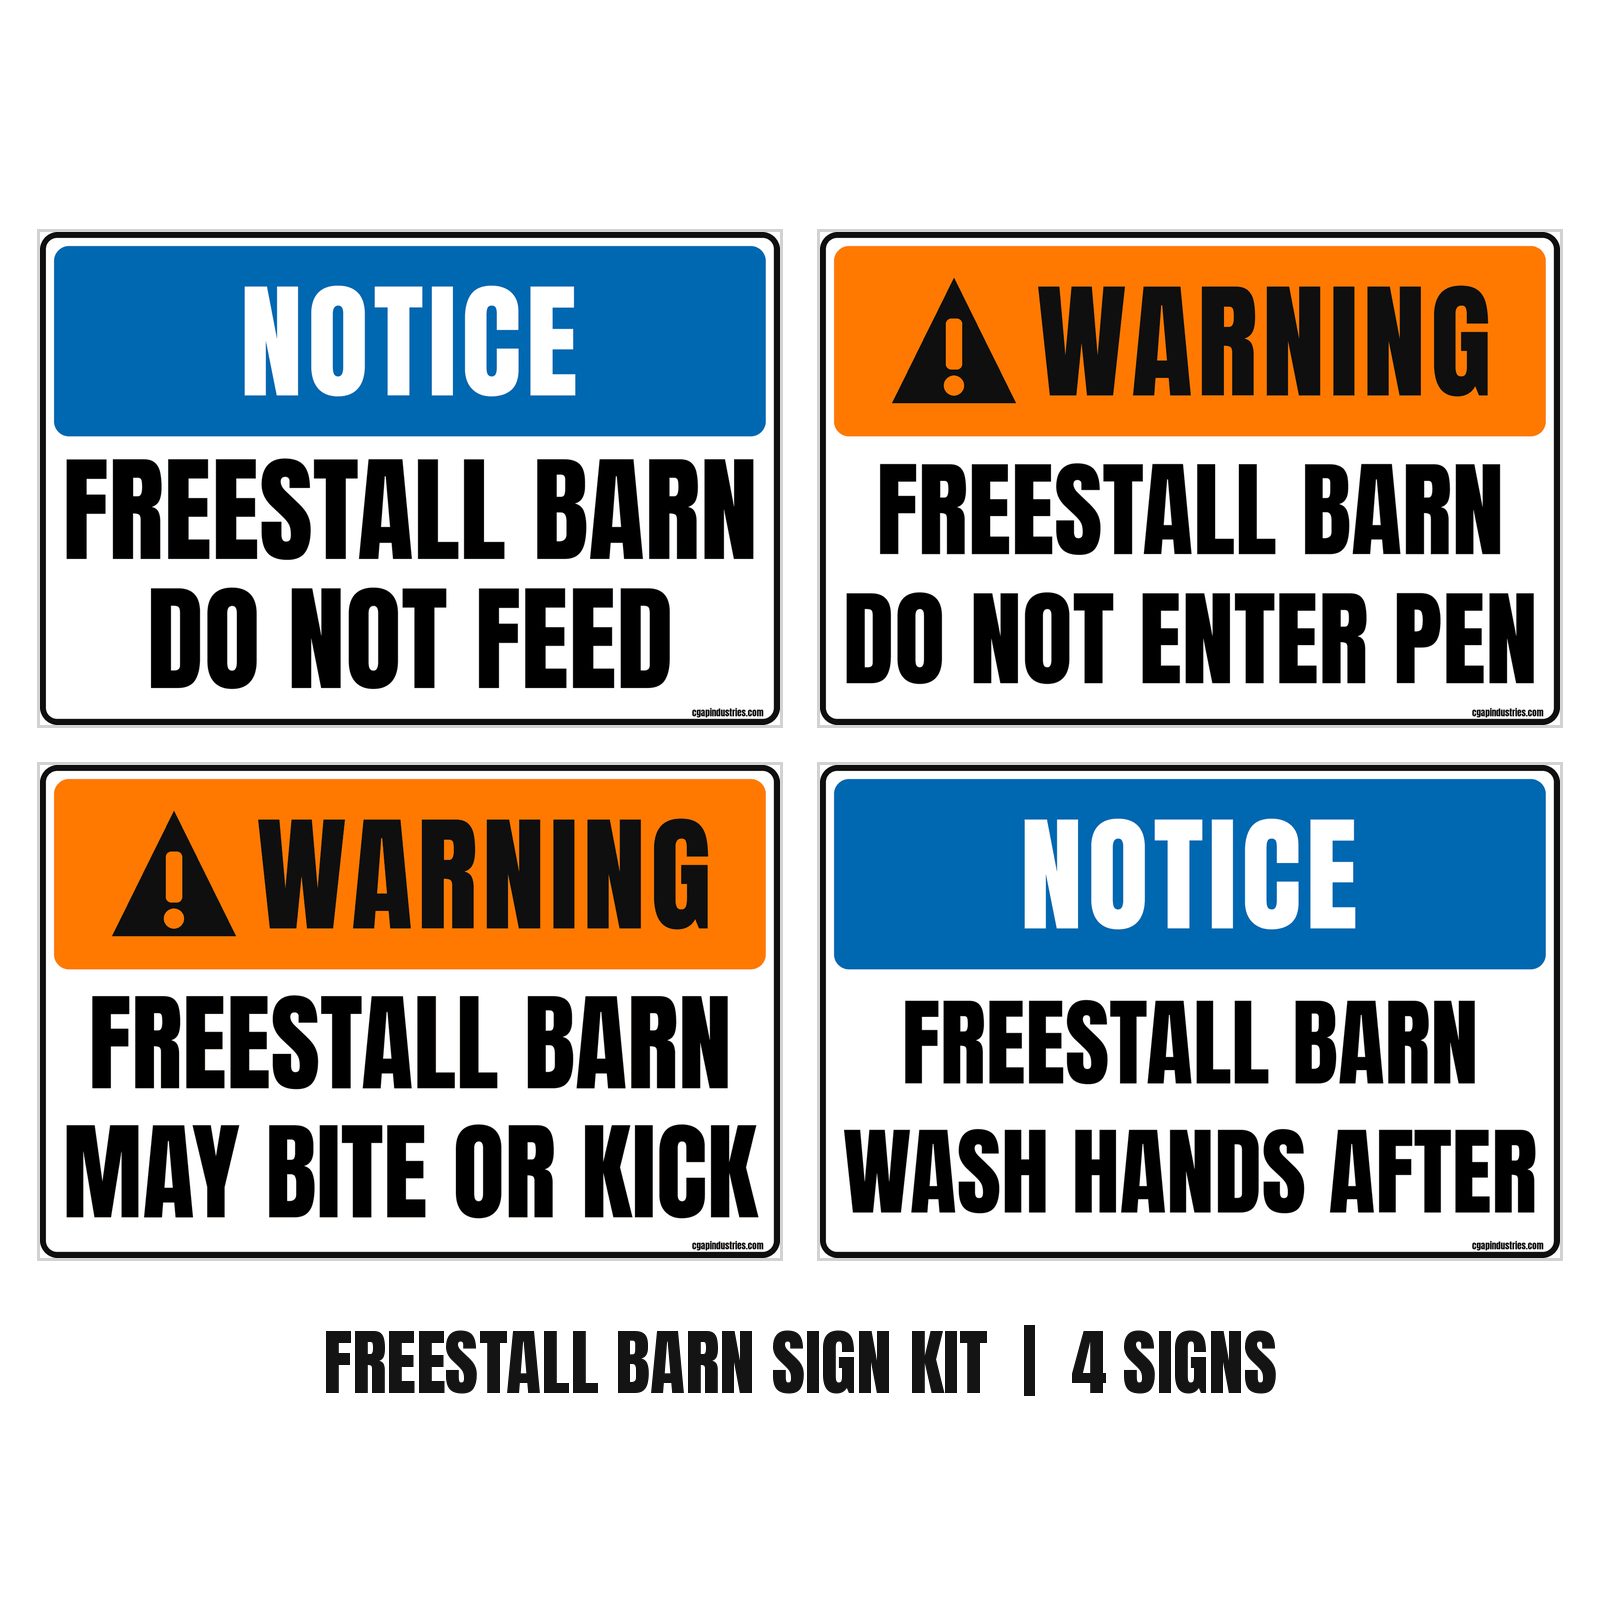 NOTICE
FREESTALL BARN
DO NOT FEED
cgapindustries.com
WARNING
FREESTALL BARN
DO NOT ENTER PEN
cgapindustries.com
WARNING
FREESTALL BARN
MAY BITE OR KICK
cgapindustries.com
NOTICE
FREESTALL BARN
WASH HANDS AFTER
cgapindustries.com
FREESTALL BARN SIGN KIT | 4 SIGNS